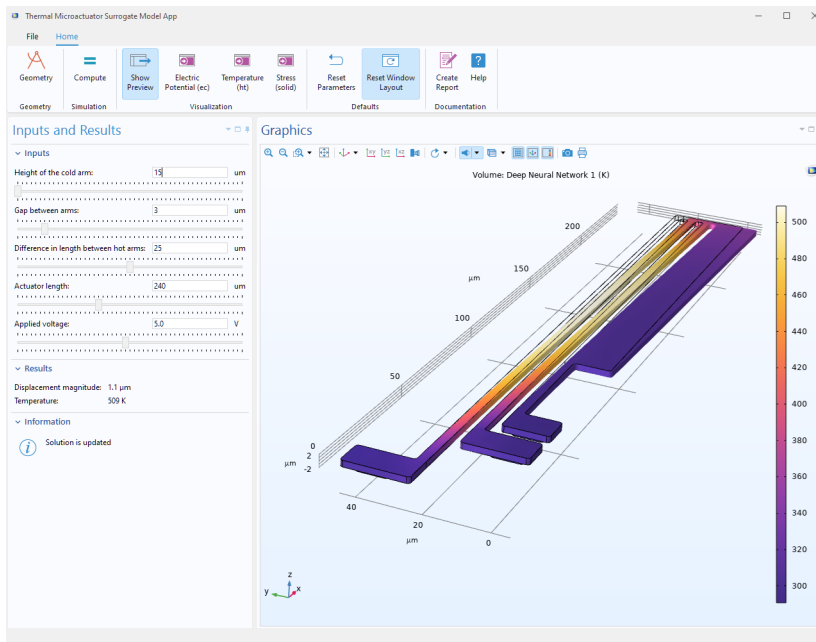 Thermal Microactuator Surrogate Model App
File Home
Geometry
Compute
Show Preview
Electric Potential (ec)
Temperature (ht)
Stress (solid)
Reset Parameters
Reset Window Layout
Create Report
Help
Geometry Simulation Visualization Defaults Documentation
Inputs and Results
Inputs
Height of the cold arm: 15 um
Gap between arms: 3 um
Difference in length between hot arms: 25 um
Actuator length: 240 um
Applied voltage: 5.0 V
Results
Displacement magnitude: 1.1 µm
Temperature: 509 K
Information
Solution is updated
Graphics
xy yz xz
Volume: Deep Neural Network 1 (K)
200
150
µm
100
50
0
µm 2
-2
40
20
µm
0
z
y x
500
480
460
440
420
400
380
360
340
320
300